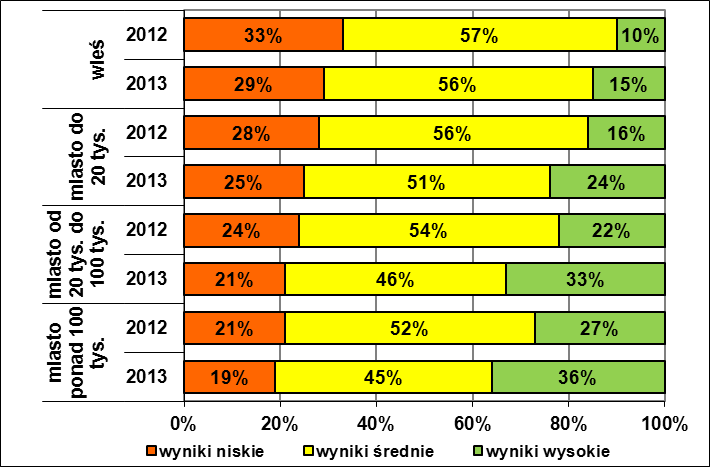 wieś
2012
33% 57% 10%
2013
29% 56% 15%
miasto do
20 tys.
2012
28% 56% 16%
2013
25% 51% 24%
miasto od
20 tys. do
100 tys.
2012
24% 54% 22%
2013
21% 46% 33%
miasto
ponad 100
tys.
2012
21% 52% 27%
2013
19% 45% 36%
0% 20% 40% 60% 80% 100%
wyniki niskie wyniki średnie wyniki wysokie